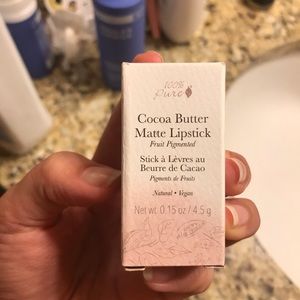 100%
Pure
Cocoa Butter
Matte Lipstick
Fruit Pigmented
Stick à Lèvres au
Beurre de Cacao
Pigments de Fruits
Natural • Vegan
Net wt. 0.15 oz / 4.5 g